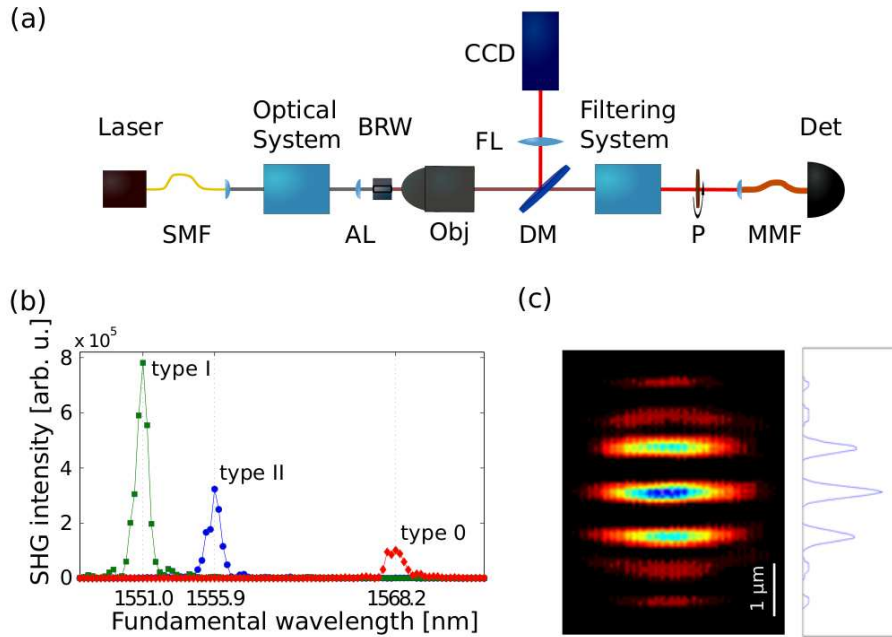 (a)
CCD
Optical
System
BRW
FL
Filtering
System
Det
Laser
SMF
AL
Obj
DM
P
MMF
(b)
x 10⁵
8
6
4
2
0
SHG intensity [arb. u.]
type I
type II
type 0
1551.0
1555.9
1568.2
Fundamental wavelength [nm]
(c)
1 μm